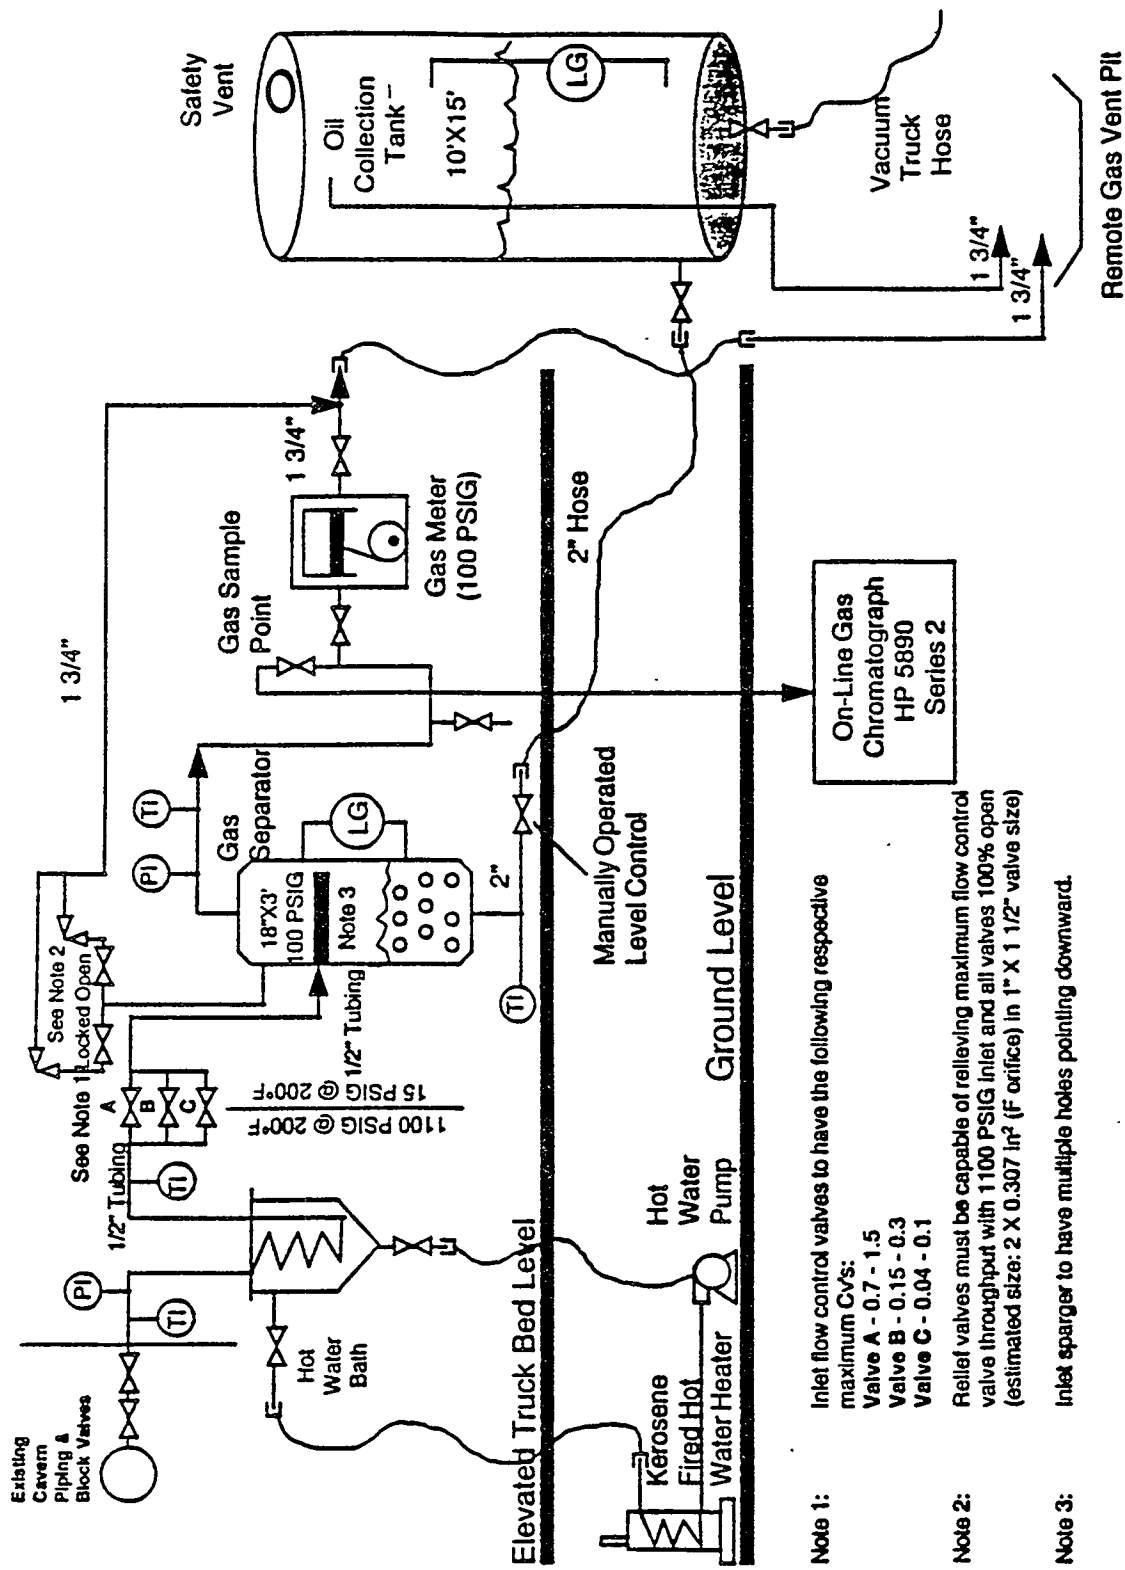 Existing
Cavern
Piping &
Block Valves
PI
TI
Hot
Water
Bath
1/2" Tubing
TI
See Note 1
A
B
C
1100 PSIG @ 200°F
15 PSIG @ 200°F
See Note 2
Locked Open
1/2" Tubing
Gas
Separator
18"X3'
100 PSIG
Note 3
LG
PI
TI
TI
2"
Manually Operated
Level Control
1 3/4"
Gas Sample
Point
Gas Meter
(100 PSIG)
1 3/4"
2" Hose
Safety
Vent
Oil
Collection
Tank –
10'X15'
LG
Vacuum
Truck
Hose
1 3/4"
1 3/4"
Remote Gas Vent Pit
Elevated Truck Bed Level
Ground Level
Kerosene
Fired Hot
Water Heater
Hot
Water
Pump
On-Line Gas
Chromatograph
HP 5890
Series 2
Note 1: Inlet flow control valves to have the following respective
maximum Cv's:
Valve A - 0.7 - 1.5
Valve B - 0.15 - 0.3
Valve C - 0.04 - 0.1
Note 2: Relief valves must be capable of relieving maximum flow control
valve throughput with 1100 PSIG inlet and all valves 100% open
(estimated size: 2 X 0.307 in² (F orifice) in 1" X 1 1/2" valve size)
Note 3: Inlet sparger to have multiple holes pointing downward.